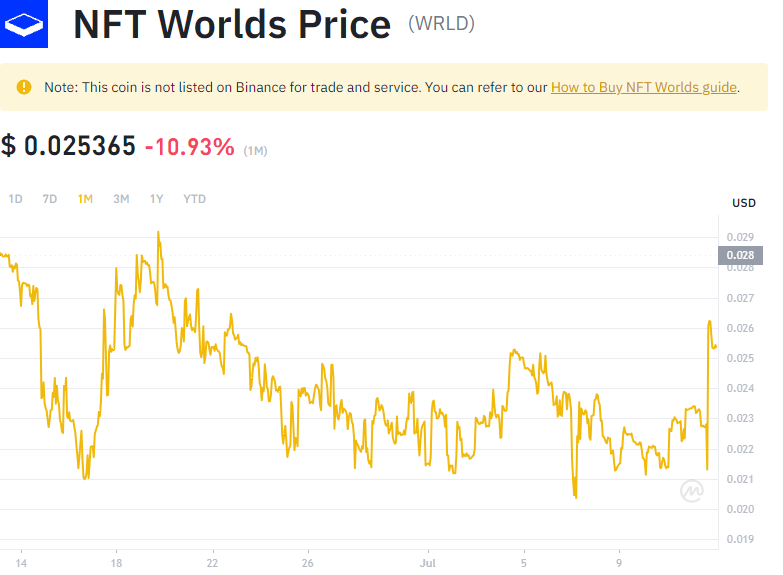 NFT Worlds Price (WRLD)
Note: This coin is not listed on Binance for trade and service. You can refer to our How to Buy NFT Worlds guide.
$ 0.025365 -10.93% (1M)
1D 7D 1M 3M 1Y YTD
USD
0.029
0.028
0.028
0.027
0.026
0.025
0.024
0.023
0.022
0.021
0.020
0.019
14 18 22 26 Jul 5 9